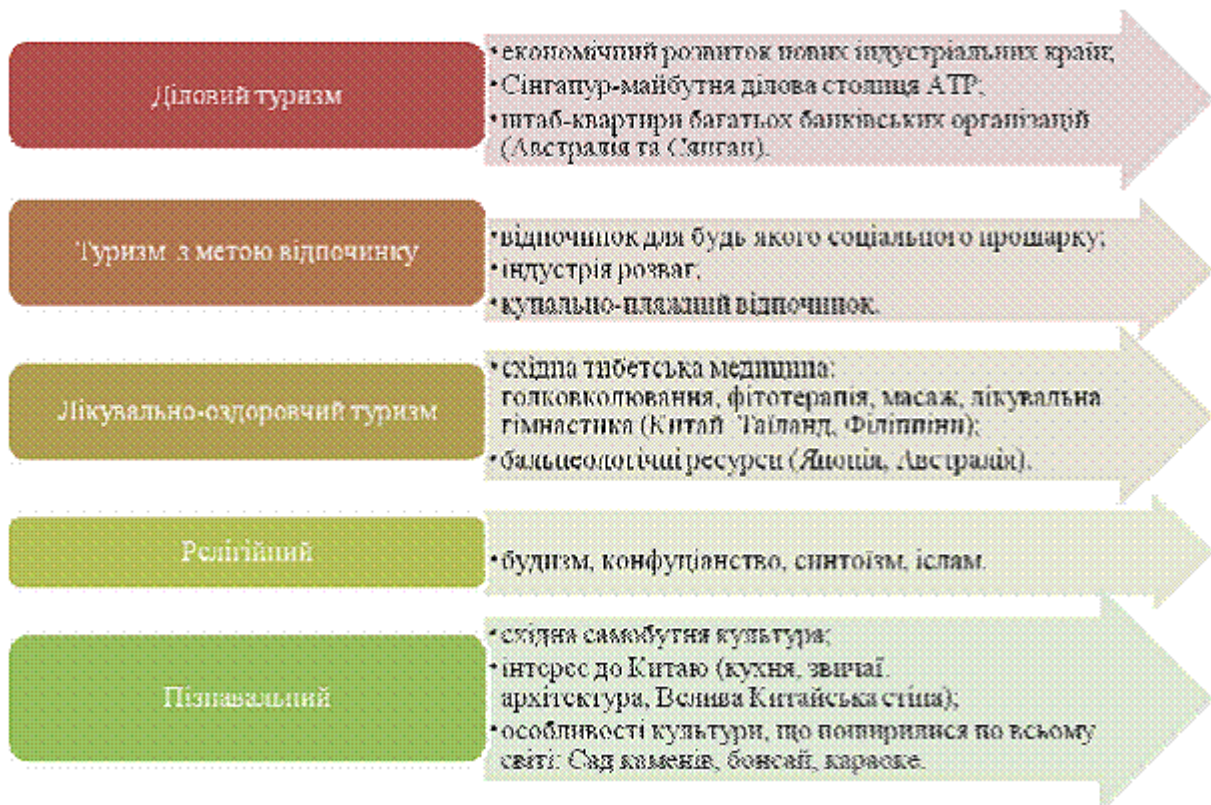 Діловий туризм
•економічний розвиток нових індустріальних країн;
•Сінгапур-майбутня ділова столиця АТР;
•штаб-квартири багатьох банківських організацій
(Австралія та Сянган).
Туризм з метою відпочинку
•відпочинок для будь якого соціального прошарку;
•індустрія розваг;
•купально-пляжний відпочинок.
Лікувально-оздоровчий туризм
•східна тибетська медицина:
голковколювання, фітотерапія, масаж, лікувальна
гімнастика (Китай Таїланд, Філіппіни);
•бальнеологічні ресурси (Японія, Австралія).
Релігійний
•будизм, конфуціанство, синтоїзм, іслам.
Пізнавальний
•східна самобутня культура;
•інтерес до Китаю (кухня, звичаї.
архітектура, Велика Китайська стіна);
•особливості культури, що поширилися по всьому
світі: Сад каменів, бонсай, караоке.